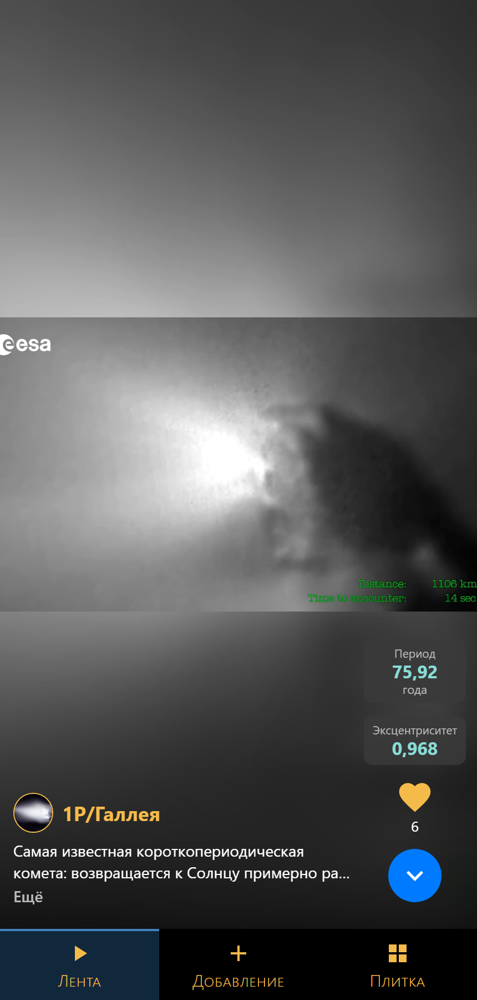 esa
Distance: 1106 km
Time to encounter: 14 sec
Период
75,92
года
Эксцентриситет
0,968
6
1P/Галлея
Самая известная короткопериодическая
комета: возвращается к Солнцу примерно ра...
Ещё
Лента
Добавление
Плитка